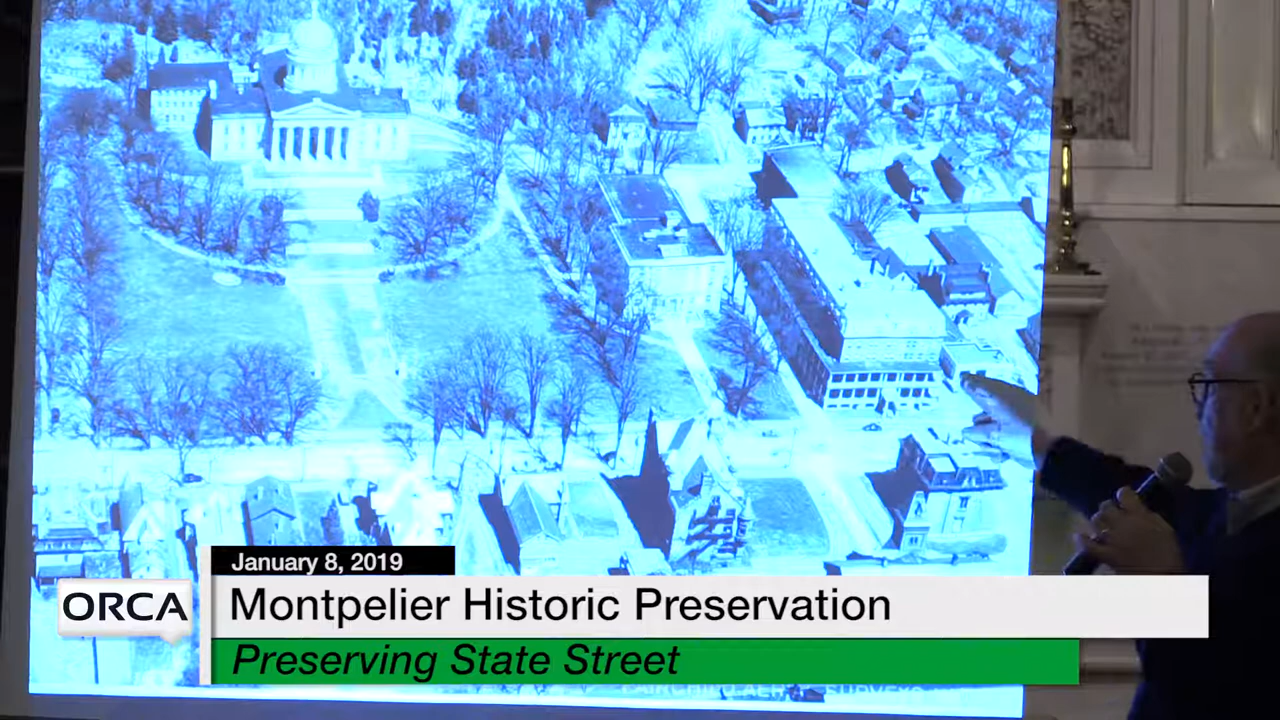 January 8, 2019
ORCA
Montpelier Historic Preservation
Preserving State Street